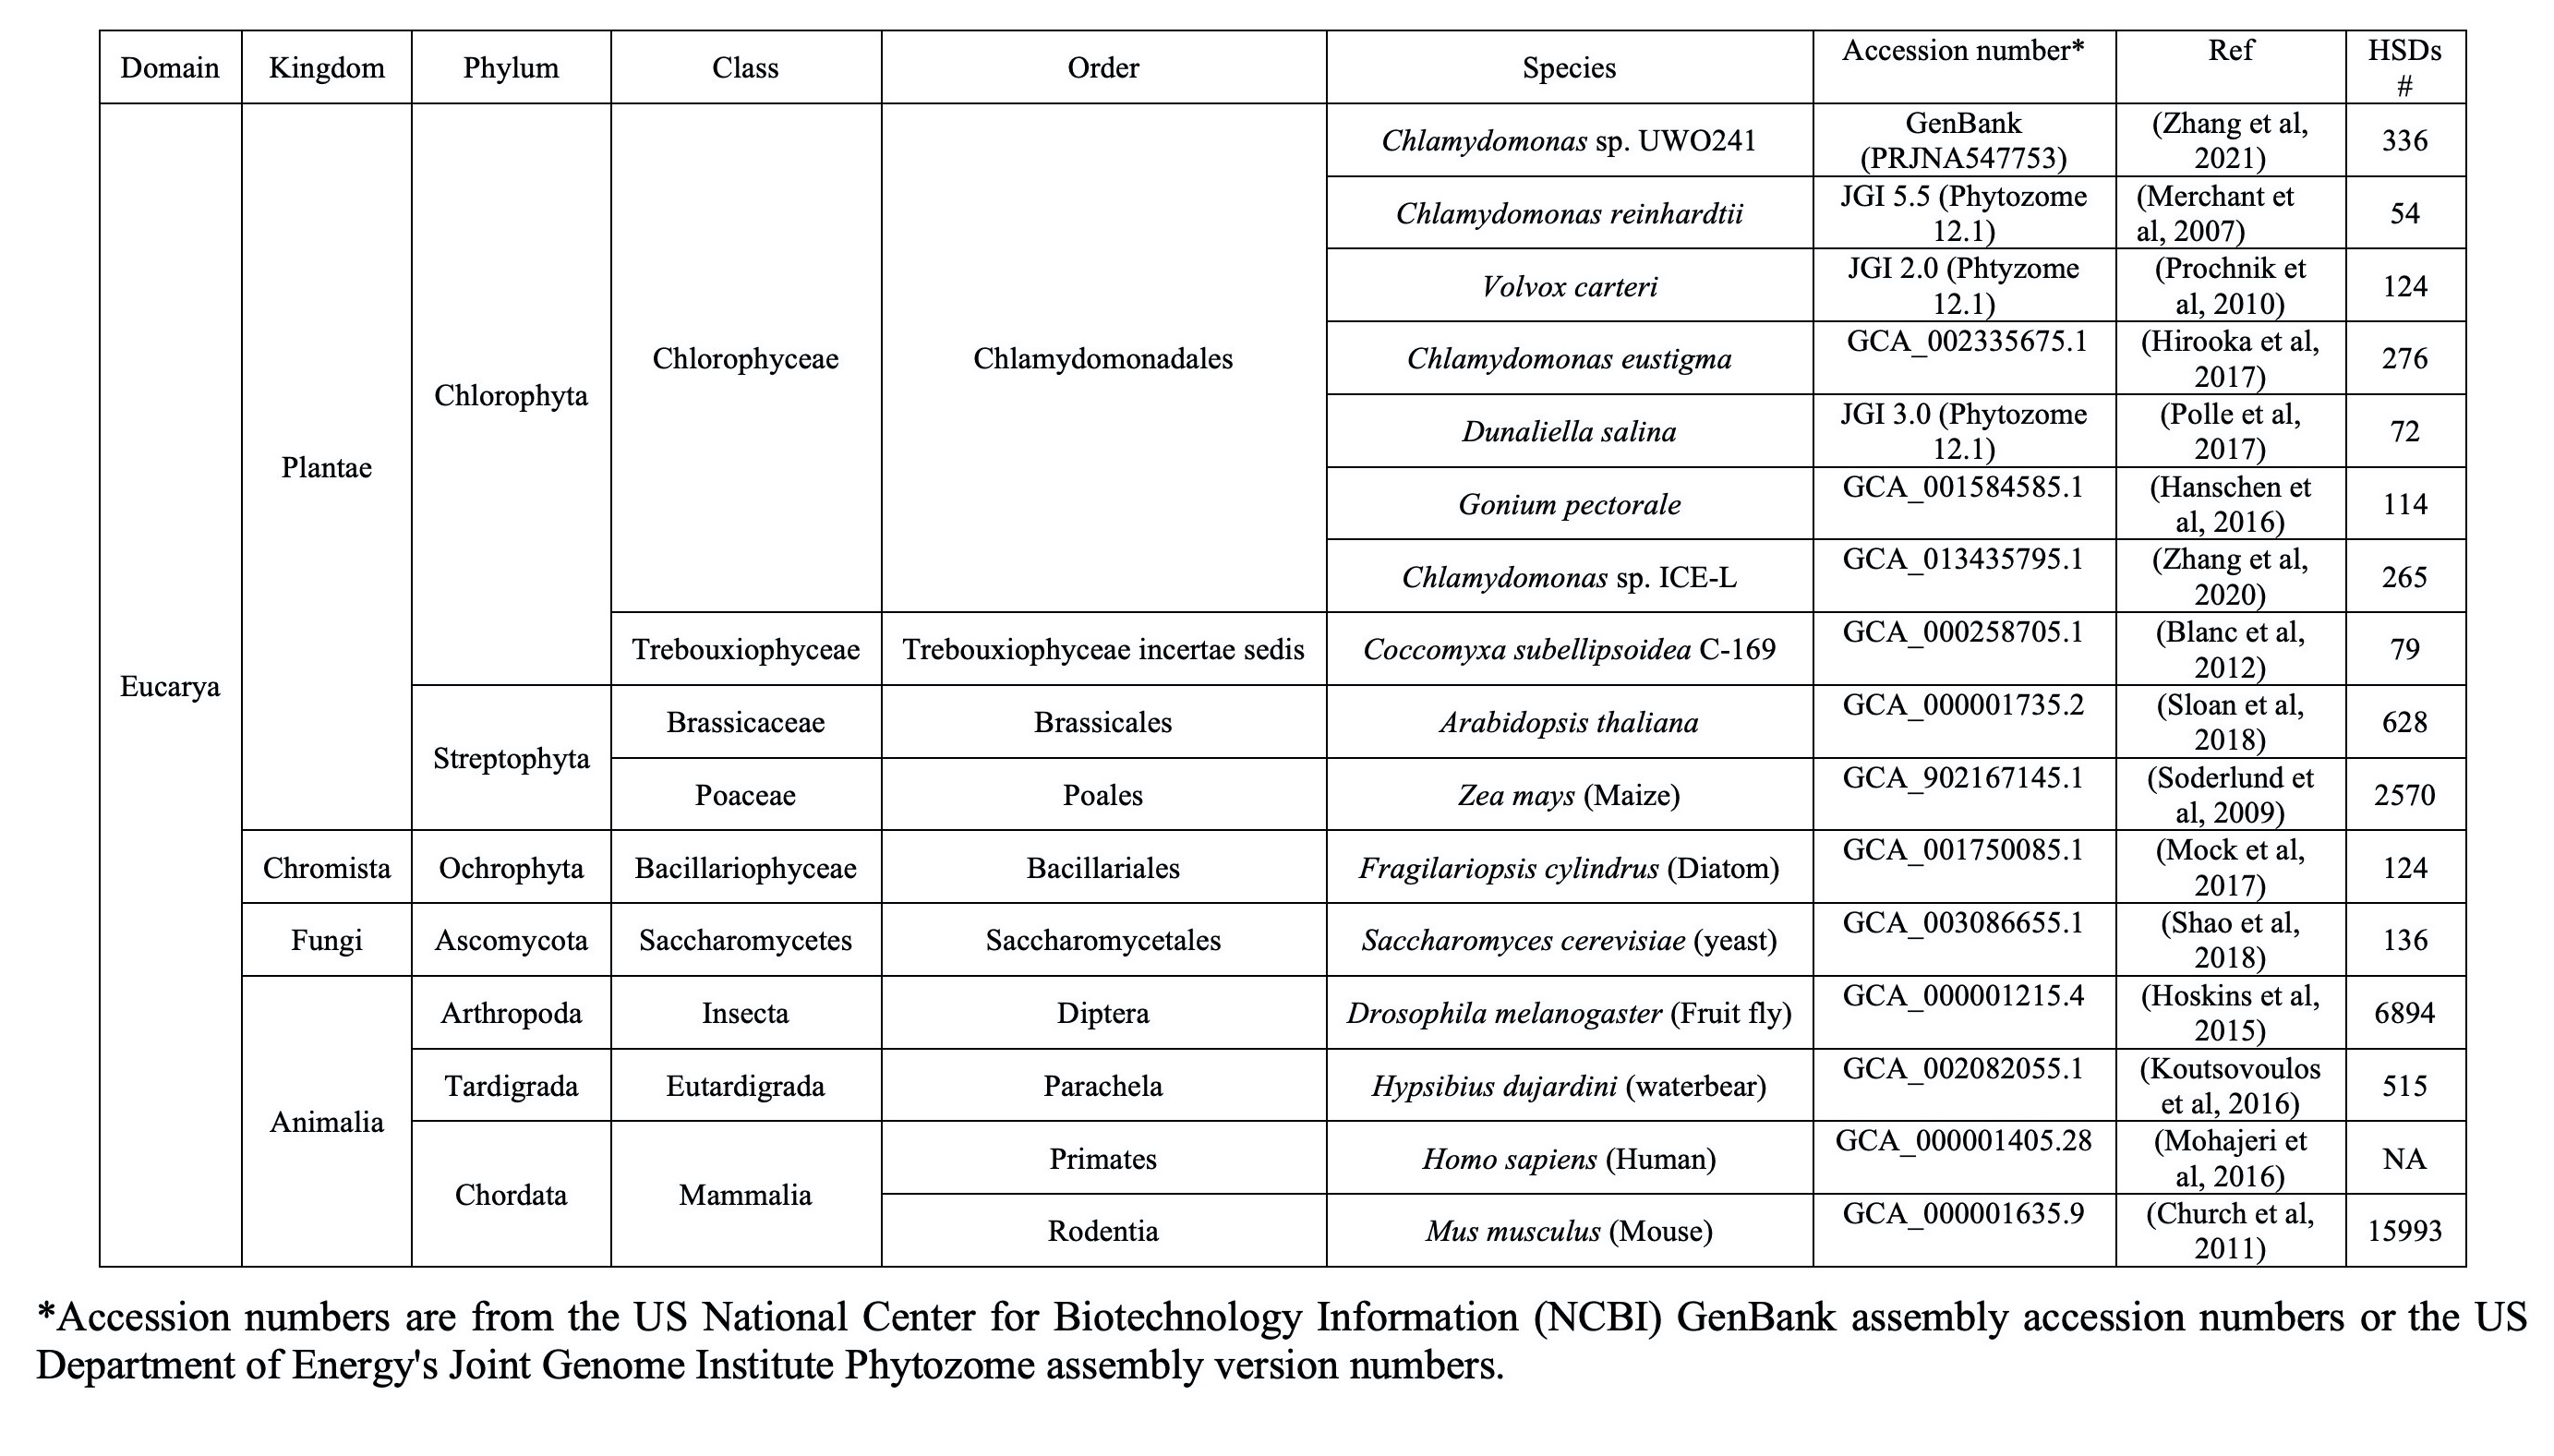 Domain Kingdom Phylum Class Order Species Accession number* Ref HSDs
#
Eucarya Plantae Chlorophyta Chlorophyceae Chlamydomonadales Chlamydomonas sp. UWO241 GenBank (Zhang et al, 336
(PRJNA547753) 2021)
Chlamydomonas reinhardtii JGI 5.5 (Phytozome (Merchant et 54
12.1) al, 2007)
Volvox carteri JGI 2.0 (Phtyzome (Prochnik et 124
12.1) al, 2010)
Chlamydomonas eustigma GCA_002335675.1 (Hirooka et al, 276
2017)
Dunaliella salina JGI 3.0 (Phytozome (Polle et al, 72
12.1) 2017)
Gonium pectorale GCA_001584585.1 (Hanschen et 114
al, 2016)
Chlamydomonas sp. ICE-L GCA_013435795.1 (Zhang et al, 265
2020)
Trebouxiophyceae Trebouxiophyceae incertae sedis Coccomyxa subellipsoidea C-169 GCA_000258705.1 (Blanc et al, 79
2012)
Streptophyta Brassicaceae Brassicales Arabidopsis thaliana GCA_000001735.2 (Sloan et al, 628
2018)
Poaceae Poales Zea mays (Maize) GCA_902167145.1 (Soderlund et 2570
al, 2009)
Chromista Ochrophyta Bacillariophyceae Bacillariales Fragilariopsis cylindrus (Diatom) GCA_001750085.1 (Mock et al, 124
2017)
Fungi Ascomycota Saccharomycetes Saccharomycetales Saccharomyces cerevisiae (yeast) GCA_003086655.1 (Shao et al, 136
2018)
Animalia Arthropoda Insecta Diptera Drosophila melanogaster (Fruit fly) GCA_000001215.4 (Hoskins et al, 6894
2015)
Tardigrada Eutardigrada Parachela Hypsibius dujardini (waterbear) GCA_002082055.1 (Koutsovoulos 515
et al, 2016)
Chordata Mammalia Primates Homo sapiens (Human) GCA_000001405.28 (Mohajeri et NA
al, 2016)
Rodentia Mus musculus (Mouse) GCA_000001635.9 (Church et al, 15993
2011)
*Accession numbers are from the US National Center for Biotechnology Information (NCBI) GenBank assembly accession numbers or the US
Department of Energy's Joint Genome Institute Phytozome assembly version numbers.